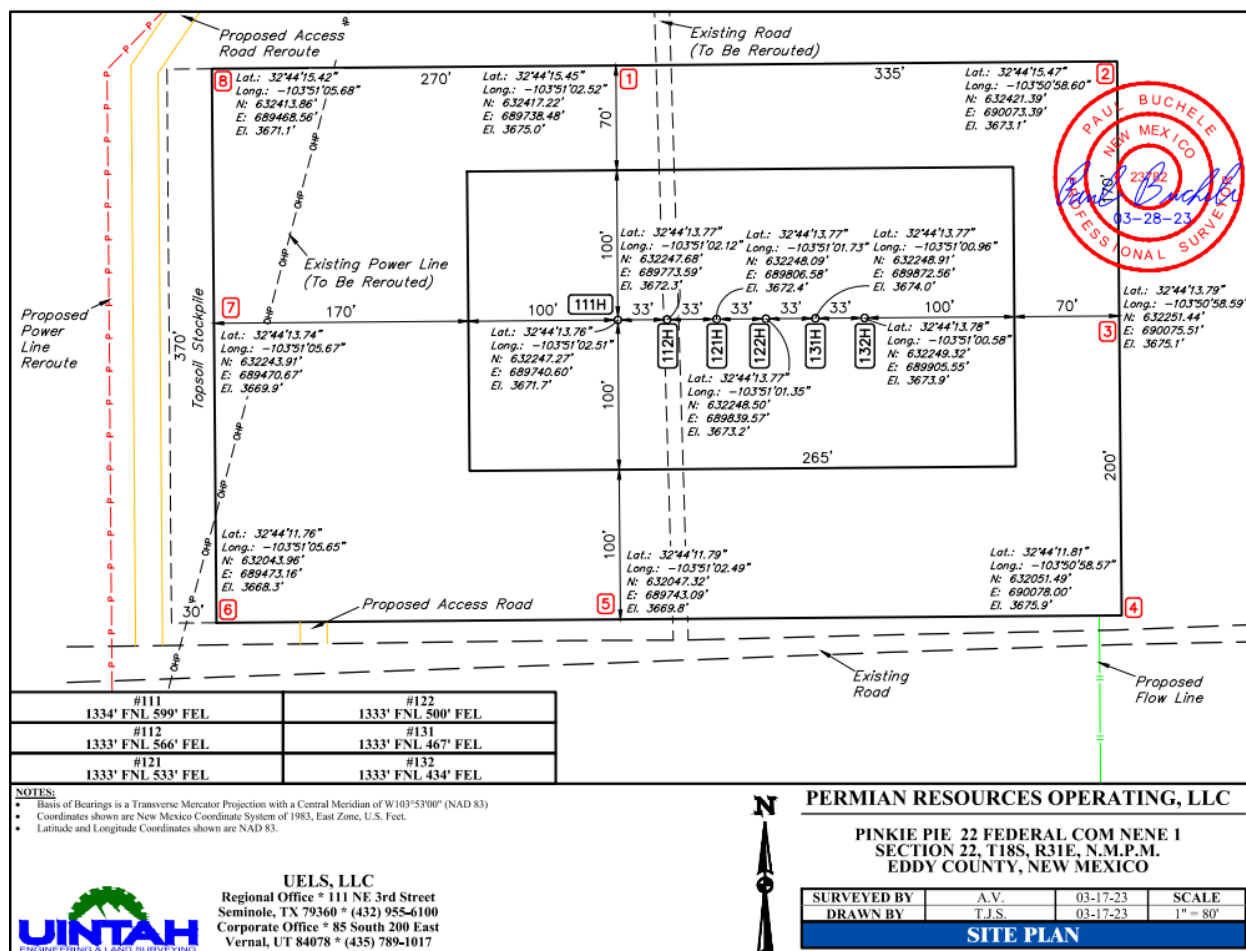 Proposed Access
Road Reroute
Existing Road
(To Be Rerouted)
8
Lat.: 32°44'15.42"
Long.: -103°51'05.68"
N: 632413.86'
E: 689468.56'
El. 3671.1'
270'
Lat.: 32°44'15.45"
Long.: -103°51'02.52"
N: 632417.22'
E: 689738.48'
El. 3675.0'
1
335'
Lat.: 32°44'15.47"
Long.: -103°50'58.60"
N: 632421.39'
E: 690073.39'
El. 3673.1'
2
70'
PAUL BUCHELE
NEW MEXICO
23782
PROFESSIONAL SURVEYOR
Paul Buchele
03-28-23
170'
OHP
OHP
OHP
OHP
OHP
P
Existing Power Line
(To Be Rerouted)
Proposed
Power
Line
Reroute
Topsoil Stockpile
370'
100'
Lat.: 32°44'13.77"
Long.: -103°51'02.12"
N: 632247.68'
E: 689773.59'
El. 3672.3'
Lat.: 32°44'13.77"
Long.: -103°51'01.73"
N: 632248.09'
E: 689806.58'
El. 3672.4'
Lat.: 32°44'13.77"
Long.: -103°51'00.96"
N: 632248.91'
E: 689872.56'
El. 3674.0'
7
170'
100'
111H
33'
33'
33'
33'
33'
100'
70'
3
Lat.: 32°44'13.79"
Long.: -103°50'58.59"
N: 632251.44'
E: 690075.51'
El. 3675.1'
Lat.: 32°44'13.74"
Long.: -103°51'05.67"
N: 632243.91'
E: 689470.67'
El. 3669.9'
Lat.: 32°44'13.76"
Long.: -103°51'02.51"
N: 632247.27'
E: 689740.60'
El. 3671.7'
112H
121H
122H
131H
132H
Lat.: 32°44'13.78"
Long.: -103°51'00.58"
N: 632249.32'
E: 689905.55'
El. 3673.9'
Lat.: 32°44'13.77"
Long.: -103°51'01.35"
N: 632248.50'
E: 689839.57'
El. 3673.2'
100'
265'
200'
100'
Lat.: 32°44'11.76"
Long.: -103°51'05.65"
N: 632043.96'
E: 689473.16'
El. 3668.3'
6
30'
Proposed Access Road
5
Lat.: 32°44'11.79"
Long.: -103°51'02.49"
N: 632047.32'
E: 689743.09'
El. 3669.8'
Lat.: 32°44'11.81"
Long.: -103°50'58.57"
N: 632051.49'
E: 690078.00'
El. 3675.9'
4
Existing
Road
Proposed
Flow Line
#111
1334' FNL 599' FEL
#122
1333' FNL 500' FEL
#112
1333' FNL 566' FEL
#131
1333' FNL 467' FEL
#121
1333' FNL 533' FEL
#132
1333' FNL 434' FEL
NOTES:
• Basis of Bearings is a Transverse Mercator Projection with a Central Meridian of W103°53'00" (NAD 83)
• Coordinates shown are New Mexico Coordinate System of 1983, East Zone, U.S. Feet.
• Latitude and Longitude Coordinates shown are NAD 83.
UINTAH
ENGINEERING & LAND SURVEYING
UELS, LLC
Regional Office * 111 NE 3rd Street
Seminole, TX 79360 * (432) 955-6100
Corporate Office * 85 South 200 East
Vernal, UT 84078 * (435) 789-1017
N
PERMIAN RESOURCES OPERATING, LLC
PINKIE PIE 22 FEDERAL COM NENE 1
SECTION 22, T18S, R31E, N.M.P.M.
EDDY COUNTY, NEW MEXICO
SURVEYED BY A.V. 03-17-23 SCALE
DRAWN BY T.J.S. 03-17-23 1" = 80'
SITE PLAN